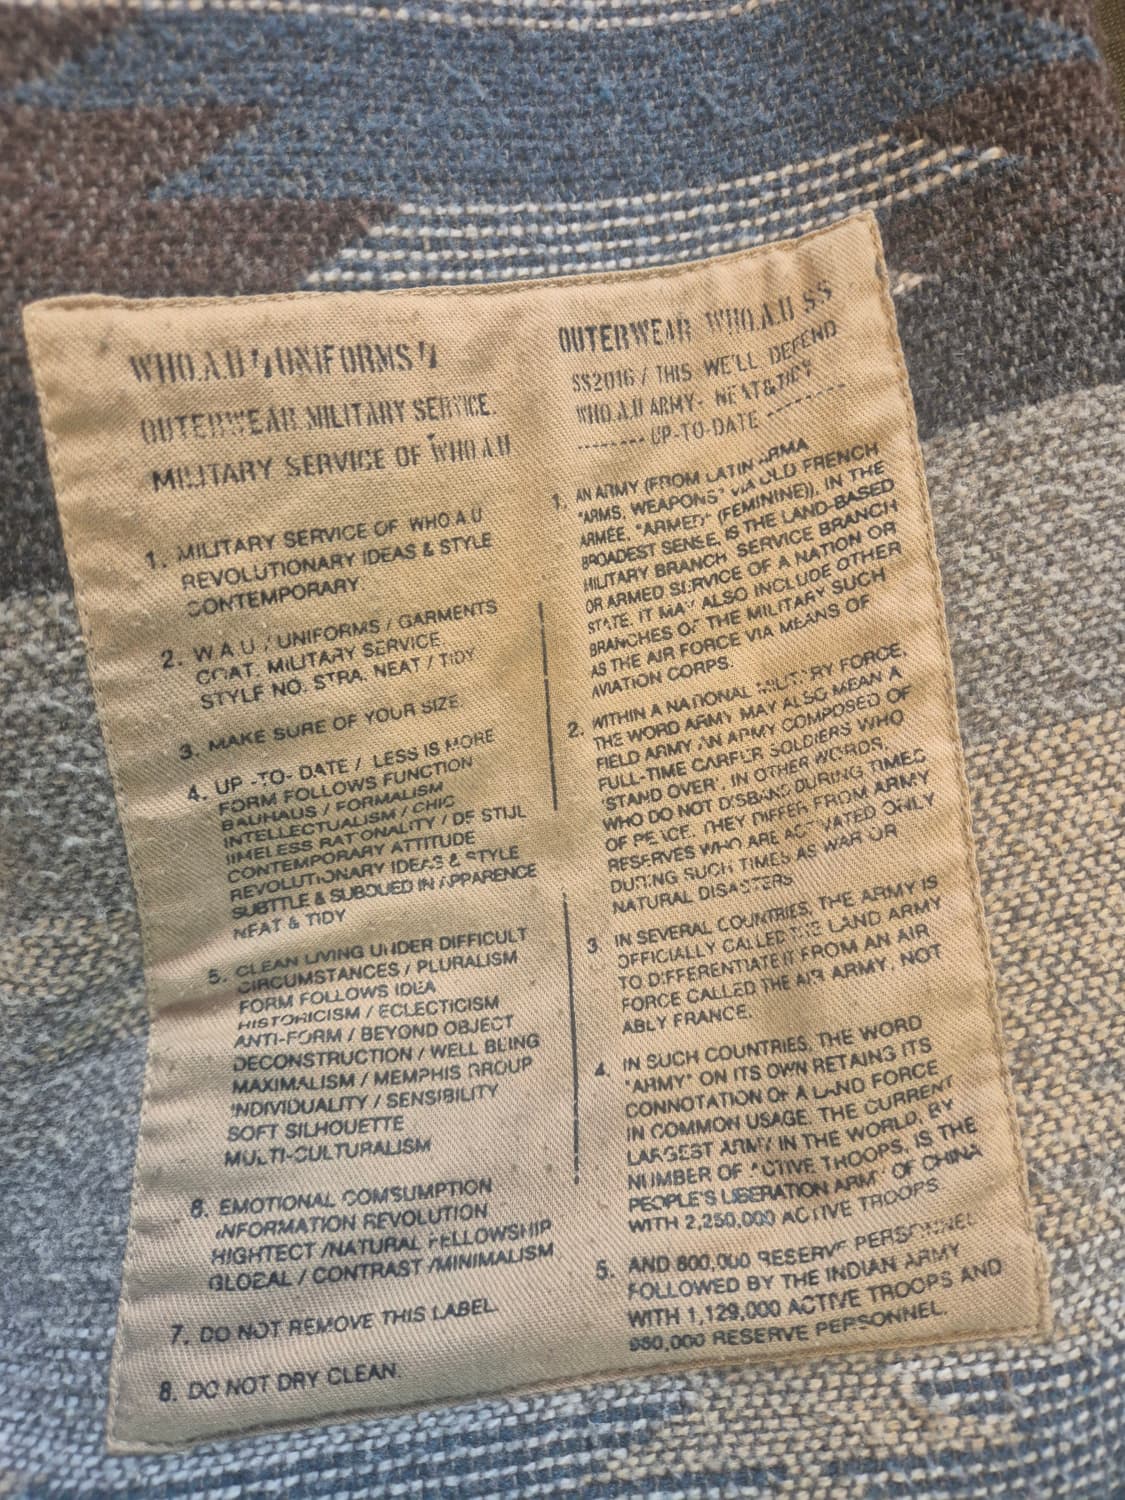 WHO.A.U UNIFORMS
OUTERWEAR MILITARY SERVICE.
MILITARY SERVICE OF WHO.A.U
1. MILITARY SERVICE OF WHO A U
REVOLUTIONARY IDEAS & STYLE
CONTEMPORARY
2. W A U / UNIFORMS / GARMENTS
COAT. MILITARY SERVICE.
STYLE NO. STRA. NEAT / TIDY
3. MAKE SURE OF YOUR SIZE.
4. UP -TO- DATE / LESS IS MORE
FORM FOLLOWS FUNCTION
BAUHAUS / FORMALISM
INTELLECTUALISM / CHIC
TIMELESS RATIONALITY / DE STIJL
CONTEMPORARY ATTITUDE
REVOLUTIONARY IDEAS & STYLE
SUBTTLE & SUBDUED IN APPARENCE
NEAT & TIDY
5. CLEAN LIVING UNDER DIFFICULT
CIRCUMSTANCES / PLURALISM
FORM FOLLOWS IDEA
HISTORICISM / ECLECTICISM
ANTI-FORM / BEYOND OBJECT
DECONSTRUCTION / WELL BEING
MAXIMALISM / MEMPHIS GROUP
INDIVIDUALITY / SENSIBILITY
SOFT SILHOUETTE
MULTI-CULTURALISM
6. EMOTIONAL COMSUMPTION
INFORMATION REVOLUTION
HIGHTECT /NATURAL FELLOWSHIP
GLOBAL / CONTRAST /MINIMALISM
7. DO NOT REMOVE THIS LABEL.
8. DO NOT DRY CLEAN.
OUTERWEAR WHO.A.U SS
SS2016 / THIS WE'LL DEFEND
WHO.A.U ARMY- NEAT&TIDY
-------- UP-TO-DATE --------
1. AN ARMY (FROM LATIN ARMA
"ARMS, WEAPONS" VIA OLD FRENCH
ARMÉE, "ARMED" (FEMININE)), IN THE
BROADEST SENSE, IS THE LAND-BASED
MILITARY BRANCH, SERVICE BRANCH
OR ARMED SERVICE OF A NATION OR
STATE. IT MAY ALSO INCLUDE OTHER
BRANCHES OF THE MILITARY SUCH
AS THE AIR FORCE VIA MEANS OF
AVIATION CORPS.
2. WITHIN A NATIONAL MILITARY FORCE,
THE WORD ARMY MAY ALSO MEAN A
FIELD ARMY AN ARMY COMPOSED OF
FULL-TIME CAREER SOLDIERS WHO
'STAND OVER', IN OTHER WORDS,
WHO DO NOT DISBAND DURING TIMES
OF PEACE. THEY DIFFER FROM ARMY
RESERVES WHO ARE ACTIVATED ONLY
DURING SUCH TIMES AS WAR OR
NATURAL DISASTERS
3. IN SEVERAL COUNTRIES, THE ARMY IS
OFFICIALLY CALLED THE LAND ARMY
TO DIFFERENTIATE IT FROM AN AIR
FORCE CALLED THE AIR ARMY, NOT
ABLY FRANCE.
4. IN SUCH COUNTRIES, THE WORD
"ARMY" ON ITS OWN RETAINS ITS
CONNOTATION OF A LAND FORCE
IN COMMON USAGE. THE CURRENT
LARGEST ARMY IN THE WORLD, BY
NUMBER OF ACTIVE TROOPS, IS THE
PEOPLE'S LIBERATION ARMY OF CHINA
WITH 2,250,000 ACTIVE TROOPS
5. AND 800,000 RESERVE PERSONNEL
FOLLOWED BY THE INDIAN ARMY
WITH 1,129,000 ACTIVE TROOPS AND
960,000 RESERVE PERSONNEL.